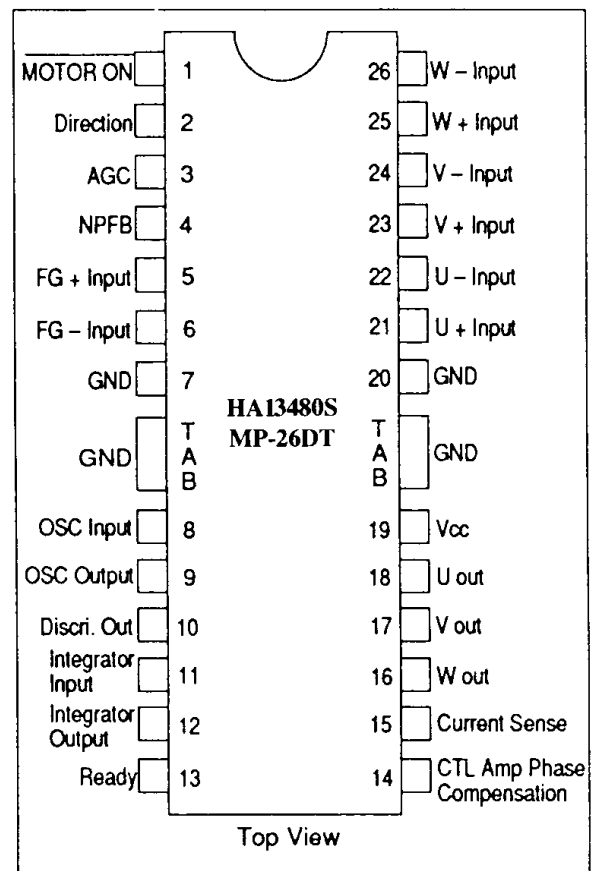 MOTOR ON 1 26 W – Input
Direction 2 25 W + Input
AGC 3 24 V – Input
NPFB 4 23 V + Input
FG + Input 5 22 U – Input
FG – Input 6 21 U + Input
GND 7 20 GND
HA13480S
MP-26DT
GND TAB TAB GND
OSC Input 8 19 Vcc
OSC Output 9 18 U out
Discri. Out 10 17 V out
Integrator
Input 11 16 W out
Integrator
Output 12 15 Current Sense
Ready 13 14 CTL Amp Phase
Compensation
Top View